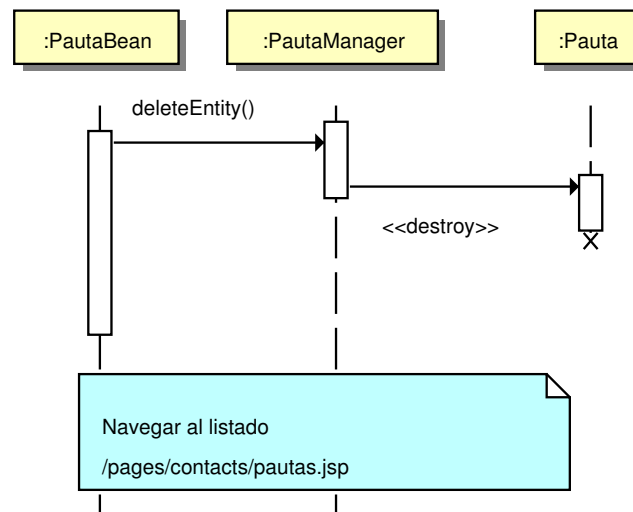 :PautaBean
:PautaManager
:Pauta
deleteEntity()
<<destroy>>
Navegar al listado
/pages/contacts/pautas.jsp